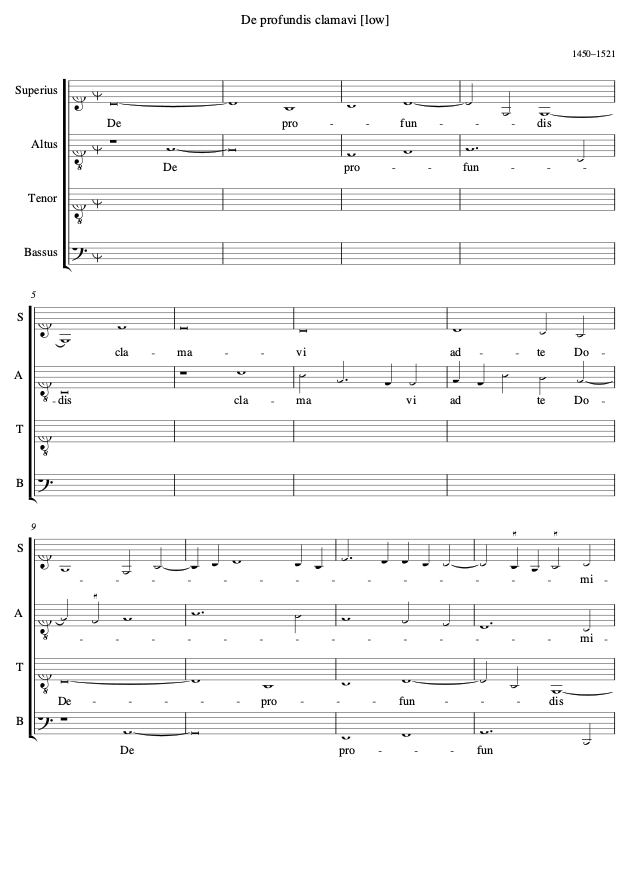 De profundis clamavi [low]
1450–1521
Superius
De - - - pro - - - fun - - - dis
Altus
De - - - pro - - - fun - -
Tenor
Bassus
5
S
cla - ma - - - vi ad - - te Do -
A
- dis cla - ma vi ad te Do -
T
B
9
S
- - - - - - - - - - - - - mi -
A
- - - - - - - - - - - - - mi -
T
De - - - - - pro - - - fun - - - dis
B
De - - - - - pro - - - fun